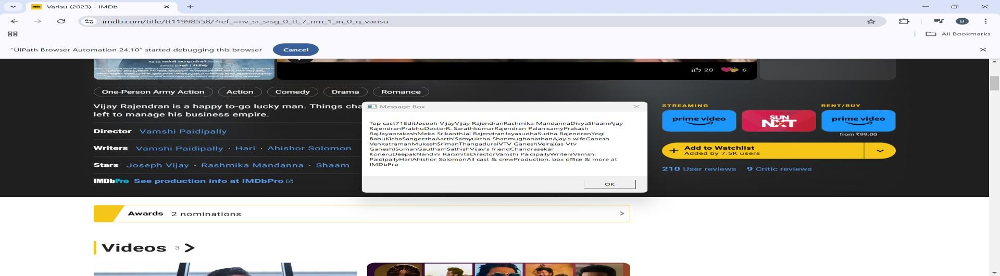 Varisu (2023) - IMDb
imdb.com/title/tt11998558/?ref_=nv_sr_srsg_0_tt_7_nm_1_in_0_q_varisu
B
All Bookmarks
"UiPath Browser Automation 24.10" started debugging this browser
Cancel
20
6
One-Person Army Action
Action
Comedy
Drama
Romance
Vijay Rajendran is a happy to-go lucky man. Things cha
left to manage his business empire.
Director Vamshi Paidipally
Writers Vamshi Paidipally · Hari · Ahishor Solomon
Stars Joseph Vijay · Rashmika Mandanna · Shaam
IMDbPro See production info at IMDbPro
Message Box
Top cast71EditJoseph VijayVijay RajendranRashmika MandannaDivyaShaamAjay
RajendranPrabhuDoctorR. SarathkumarRajendran PalanisamyPrakash
RajJayaprakashMeka SrikanthJai RajendranJayasudhaSudha RajendranYogi
BabuKichaSangeethaAarthiSamyuktha ShanmughanathanAjay's wifeGanesh
VenkatramanMukeshSrimanThangaduraiVTV GaneshVelraj(as Vtv
Ganesh)SumanGauthamSathishVijay's friendChandrasekar
KoneruDeepakNandini RaiSmitaDirectorVamshi PaidipallyWritersVamshi
PaidipallyHariAhishor SolomonAll cast & crewProduction, box office & more at
IMDbPro
OK
STREAMING
RENT/BUY
prime video
SUN
NXT
prime video
from ₹99.00
Add to Watchlist
Added by 7.5K users
210 User reviews 9 Critic reviews
Awards 2 nominations
Videos 3